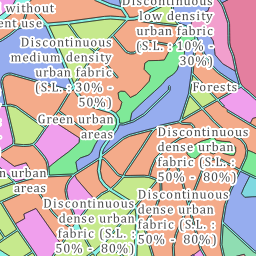 without
ent use
Discontinuous
low density
urban fabric
(S.L. : 10% -
30%)
Discontinuous
medium density
urban fabric
(S.L. : 30% -
50%)
Forests
Green urban
areas
Discontinuous
dense urban
fabric (S.L. :
50% - 80%)
n urban
areas
Discontinuous
dense urban
fabric (S.L. :
50% - 80%)
Discontinuous
dense urban
fabric (S.L. :
50% - 80%)